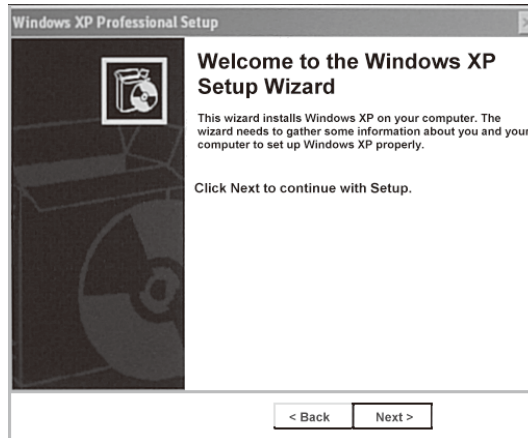 Windows XP Professional Setup
Welcome to the Windows XP
Setup Wizard
This wizard installs Windows XP on your computer. The
wizard needs to gather some information about you and your
computer to set up Windows XP properly.
Click Next to continue with Setup.
< Back
Next >